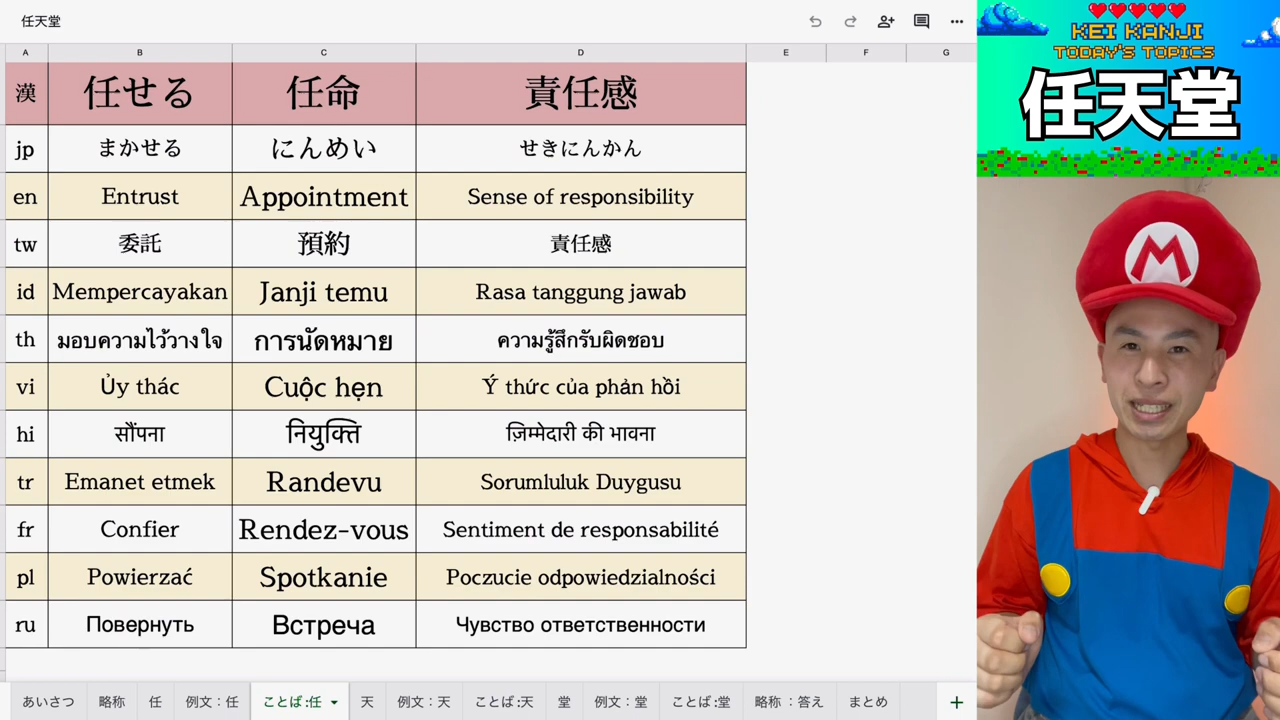 任天堂
A B C D E F G
漢 任せる 任命 責任感
jp まかせる にんめい せきにんかん
en Entrust Appointment Sense of responsibility
tw 委託 預約 責任感
id Mempercayakan Janji temu Rasa tanggung jawab
th มอบความไว้วางใจ การนัดหมาย ความรู้สึกรับผิดชอบ
vi Ủy thác Cuộc hẹn Ý thức của phản hồi
hi सौंपना नियुक्ति ज़िम्मेदारी की भावना
tr Emanet etmek Randevu Sorumluluk Duygusu
fr Confier Rendez-vous Sentiment de responsabilité
pl Powierzać Spotkanie Poczucie odpowiedzialności
ru Повернуть Встреча Чувство ответственности
あいさつ 略称 任 例文：任 ことば:任 天 例文：天 ことば:天 堂 例文：堂 ことば:堂 略称 ：答え まとめ
KEI KANJI
TODAY'S TOPICS
任天堂
M